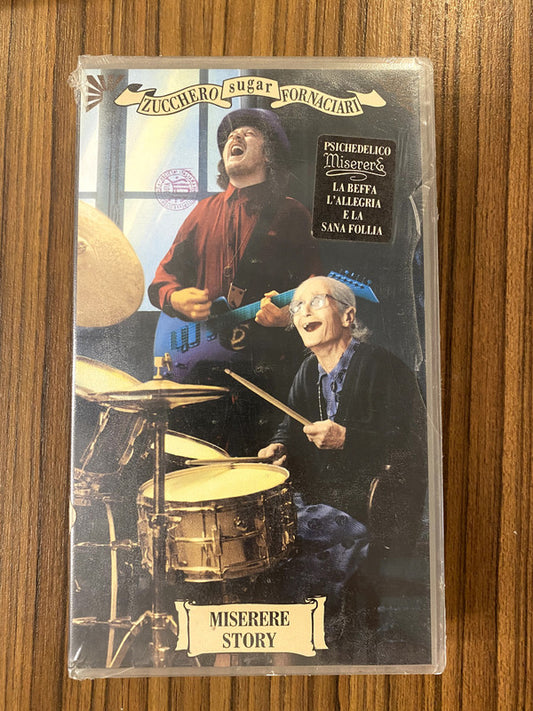 ZUCCHERO sugar FORNACIARI
PSICHEDELICO
Miserere
LA BEFFA
L'ALLEGRIA
E LA
SANA FOLLIA
MISERERE
STORY